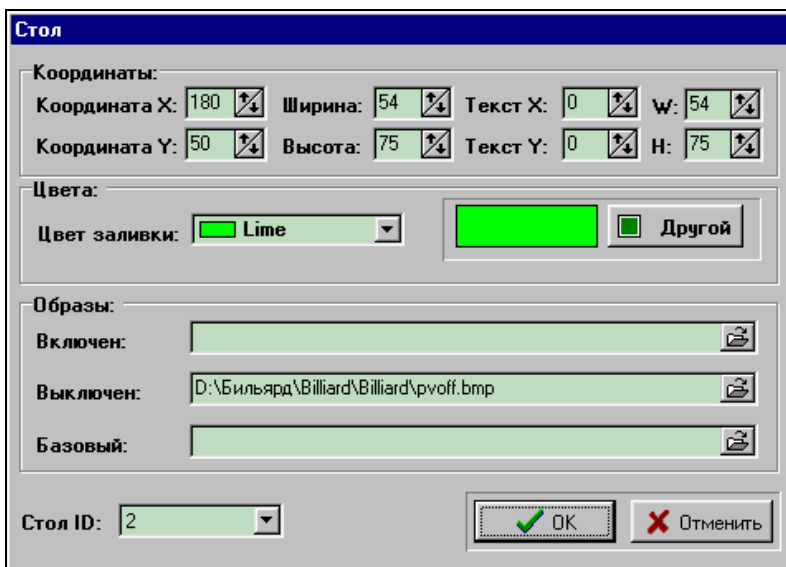 Стол
Координаты:
Координата X: 180 Ширина: 54 Текст X: 0 W: 54
Координата Y: 50 Высота: 75 Текст Y: 0 H: 75
Цвета:
Цвет заливки: Lime Другой
Образы:
Включен:
Выключен: D:\Бильярд\Billiard\Billiard\pvoff.bmp
Базовый:
Стол ID: 2 OK Отменить